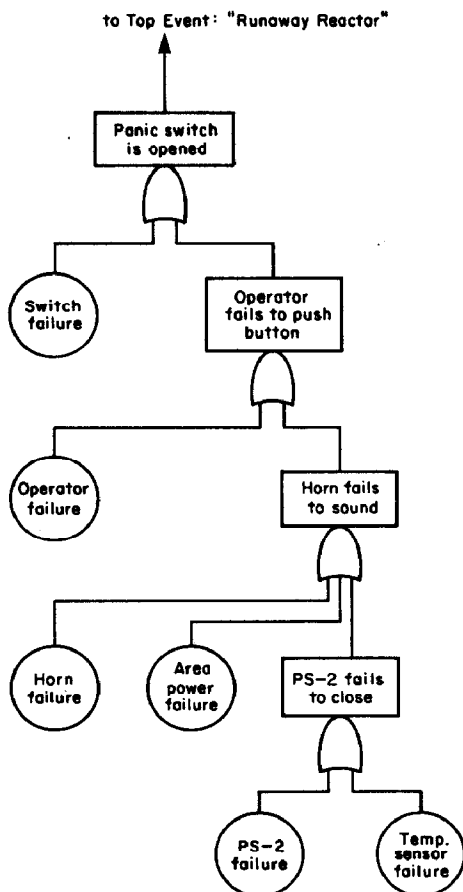 to Top Event: "Runaway Reactor"
Panic switch
is opened
Switch
failure
Operator
fails to push
button
Operator
failure
Horn fails
to sound
Horn
failure
Area
power
failure
PS-2 fails
to close
PS-2
failure
Temp.
sensor
failure